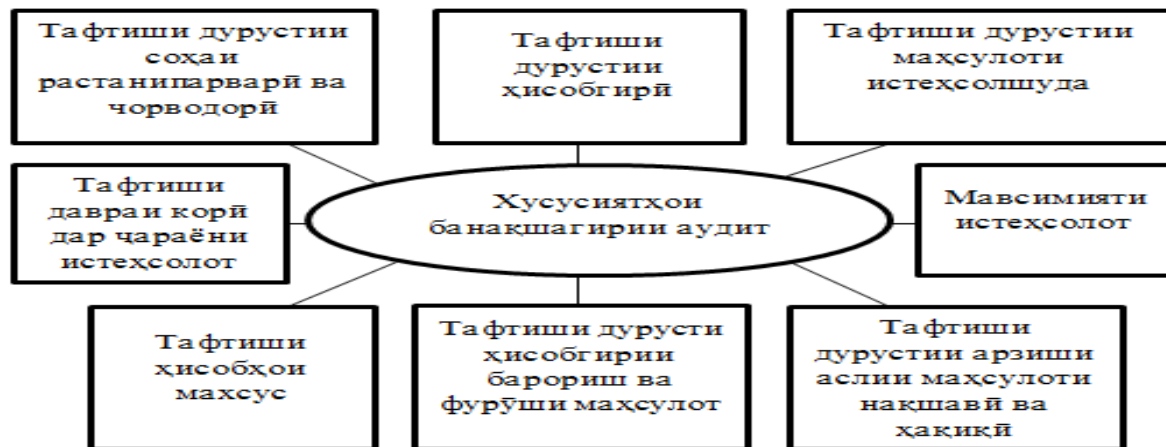 Тафтиши дурустии
соҳаи
растанипарварӣ ва
чорводорӣ
Тафтиши
дурустии
ҳисобгирӣ
Тафтиши дурустии
маҳсулоти
истеҳсолшуда
Тафтиши
давраи корӣ
дар ҷараёни
истеҳсолот
Хусусиятҳои
банақшагирии аудит
Мавсимияти
истеҳсолот
Тафтиши
ҳисобҳои
махсус
Тафтиши дурусти
ҳисобгирии
барориш ва
фурӯши маҳсулот
Тафтиши
дурустии арзиши
аслии маҳсулоти
нақшавӣ ва
ҳақиқӣ